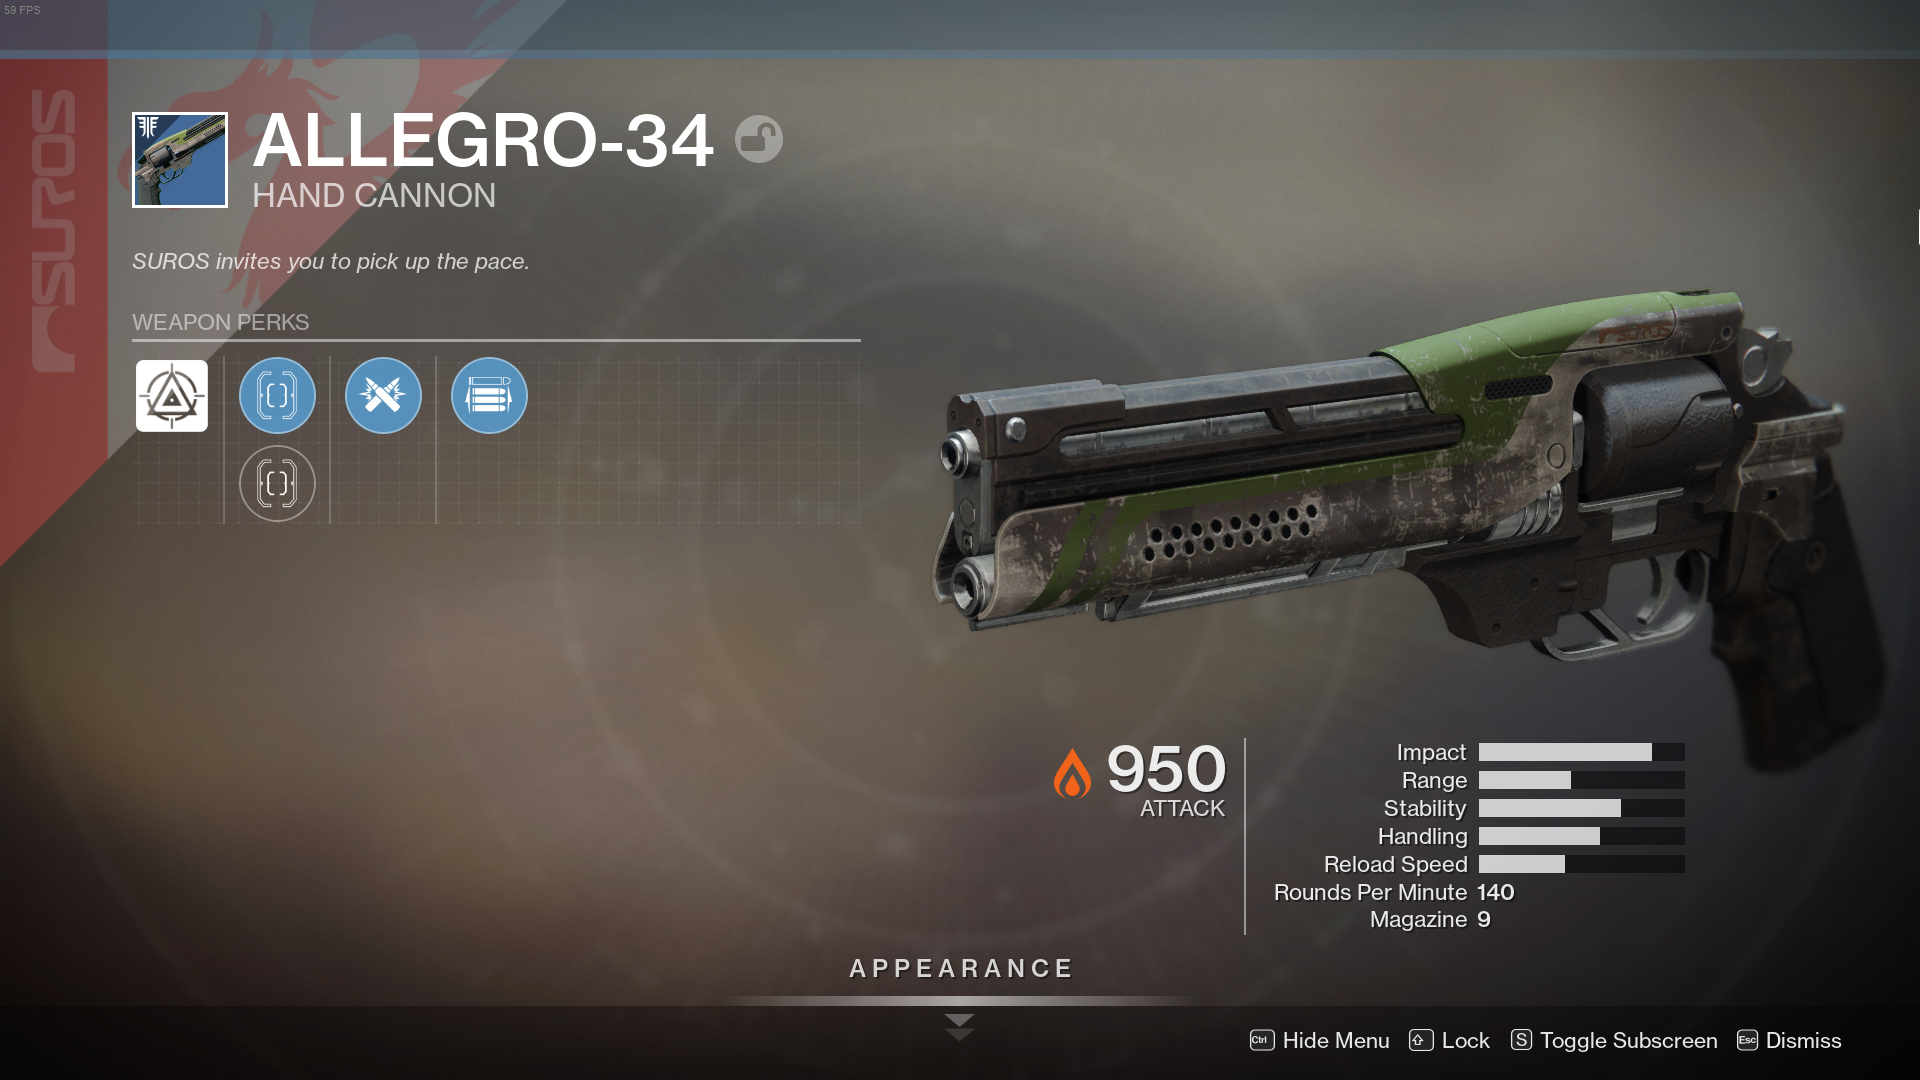 59 FPS
SUROS
ALLEGRO-34
HAND CANNON
SUROS invites you to pick up the pace.
WEAPON PERKS
SUROS
950
ATTACK
Impact
Range
Stability
Handling
Reload Speed
Rounds Per Minute 140
Magazine 9
APPEARANCE
Ctrl Hide Menu Lock S Toggle Subscreen Esc Dismiss